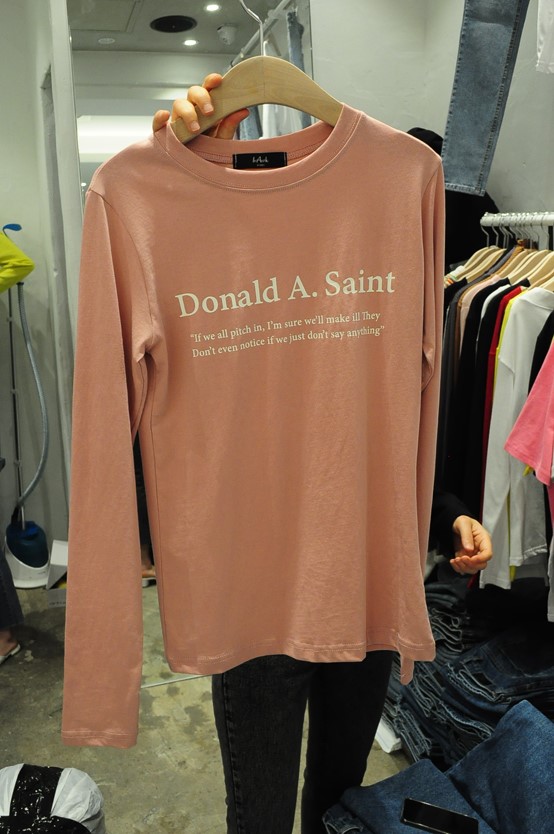 Donald A. Saint
"If we all pitch in, I'm sure we'll make ill They
Don't even notice if we just don't say anything"